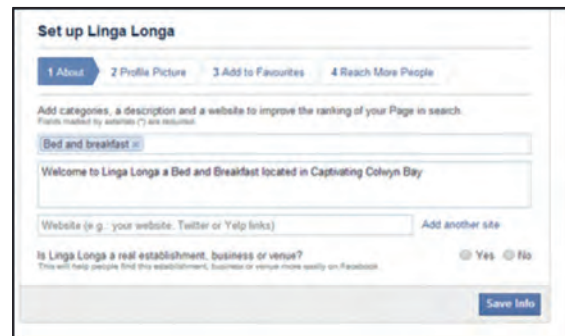 Set up Linga Longa
1 About 2 Profile Picture 3 Add to Favourites 4 Reach More People
Add categories, a description and a website to improve the ranking of your Page in search.
Fields marked by asterisks (*) are required.
Bed and breakfast ×
Welcome to Linga Longa a Bed and Breakfast located in Captivating Colwyn Bay
Website (e.g.: your website, Twitter or Yelp links) Add another site
Is Linga Longa a real establishment, business or venue? Yes No
This will help people find this establishment, business or venue more easily on Facebook.
Save Info